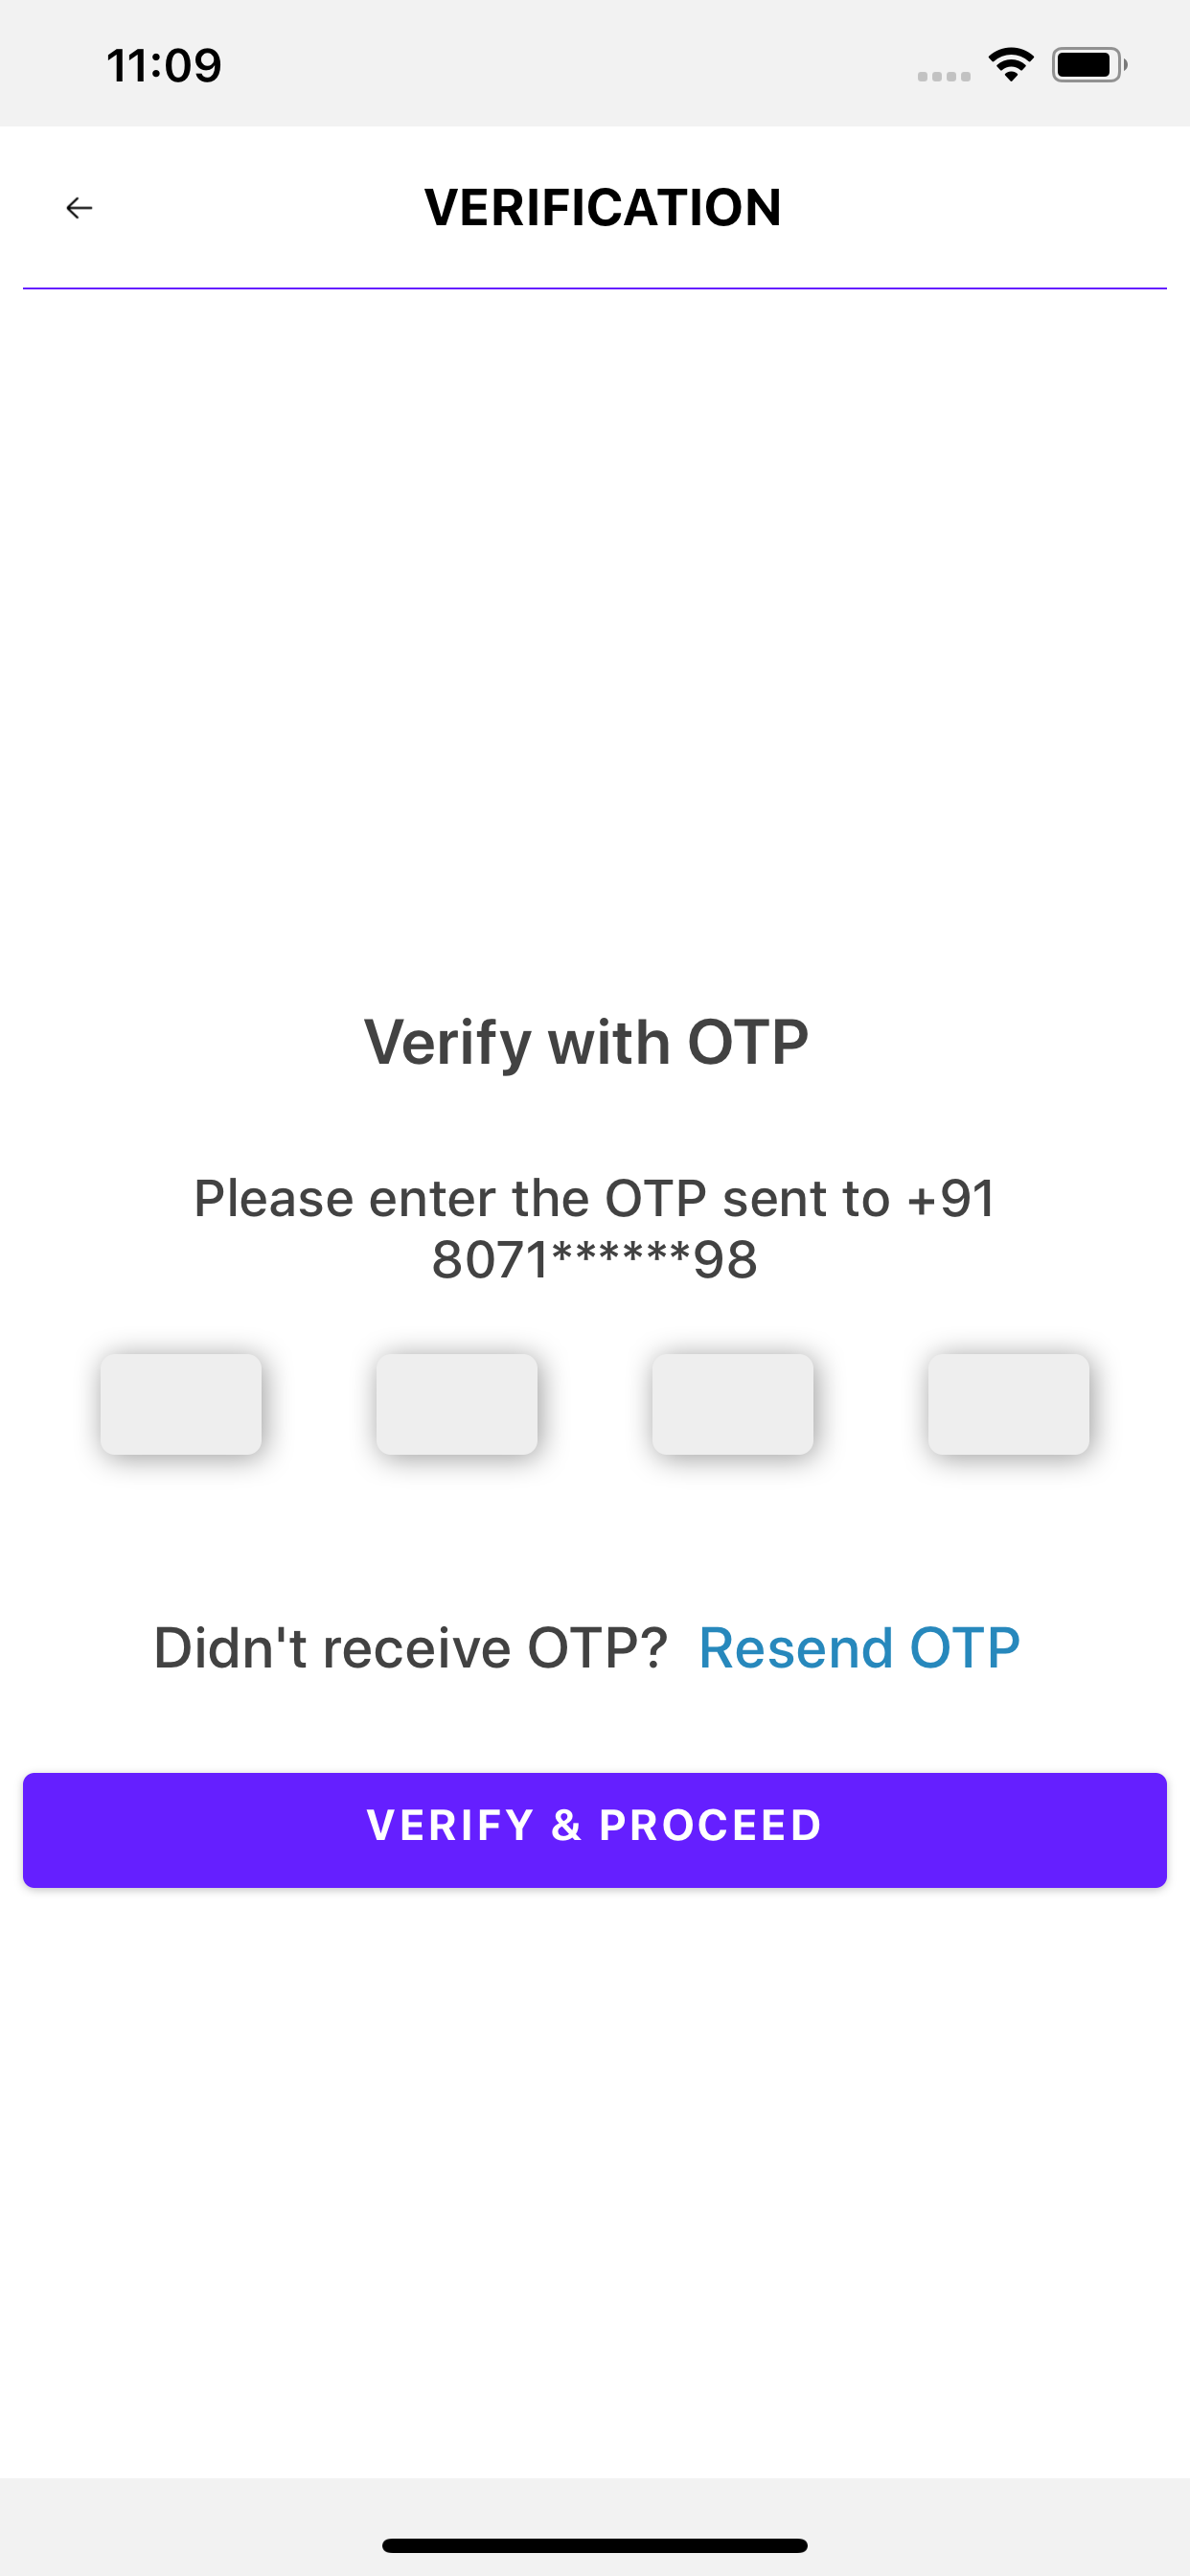 11:09
VERIFICATION
Verify with OTP
Please enter the OTP sent to +91
8071******98
Didn't receive OTP? Resend OTP
VERIFY & PROCEED